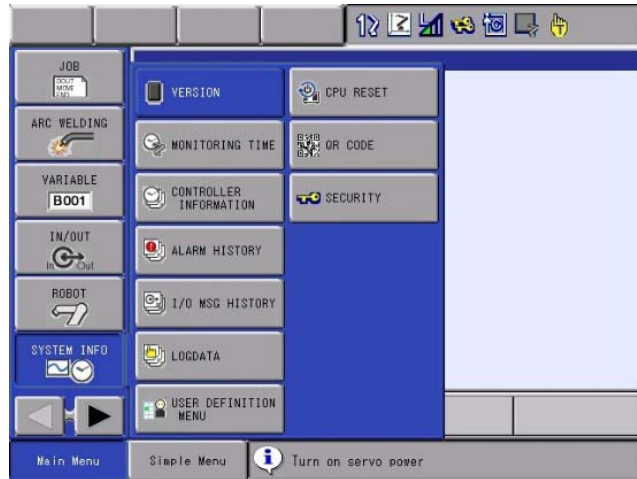 JOB
DOUT
MOVE
END
ARC WELDING
VARIABLE
B001
IN/OUT
In Out
ROBOT
SYSTEM INFO
VERSION
MONITORING TIME
CONTROLLER
INFORMATION
ALARM HISTORY
I/O MSG HISTORY
LOGDATA
USER DEFINITION
MENU
CPU RESET
QR CODE
SECURITY
Main Menu
Simple Menu
Turn on servo power